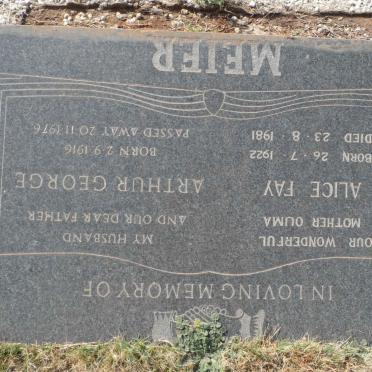 IN LOVING MEMORY OF
MY HUSBAND
AND OUR DEAR FATHER
ARTHUR GEORGE
BORN 2·9·1916
PASSED AWAY 20·11·1976
OUR WONDERFUL
MOTHER OUMA
ALICE FAY
BORN 26·7·1922
DIED 23·8·1981
MEIER